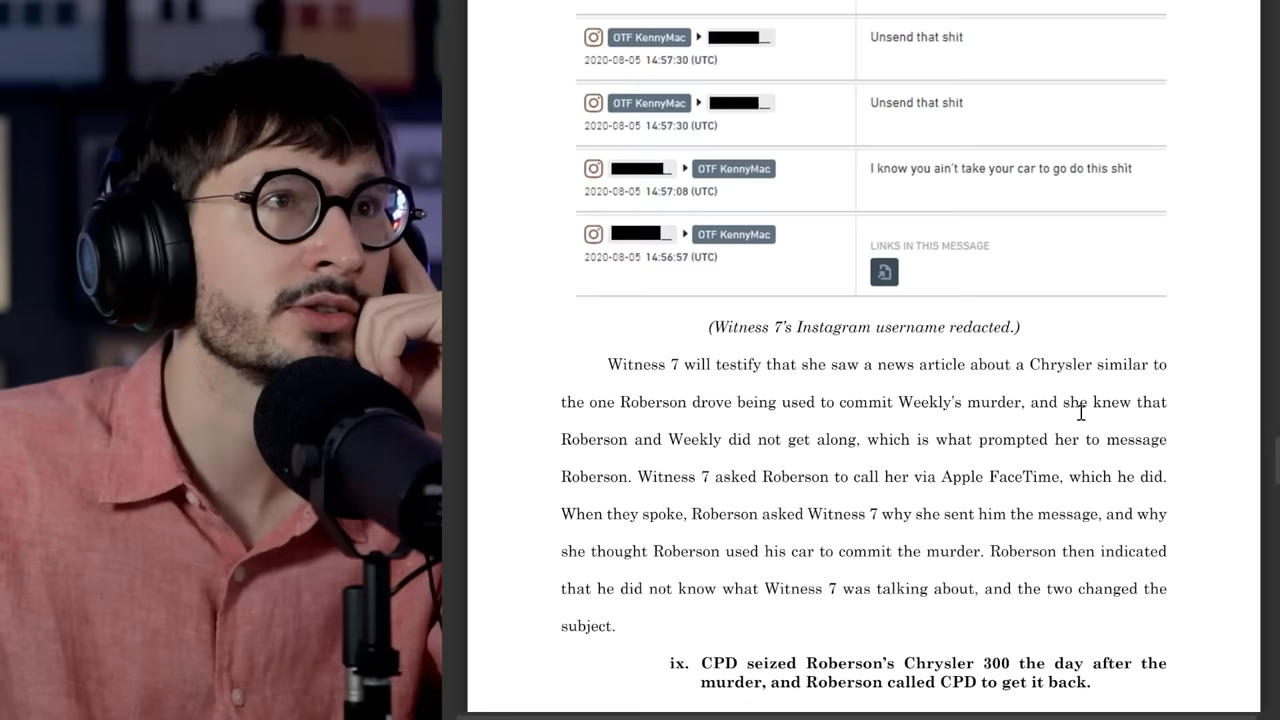 OTF KennyMac
Unsend that shit
2020-08-05 14:57:30 (UTC)
OTF KennyMac
Unsend that shit
2020-08-05 14:57:30 (UTC)
OTF KennyMac
I know you ain't take your car to go do this shit
2020-08-05 14:57:08 (UTC)
OTF KennyMac
LINKS IN THIS MESSAGE
2020-08-05 14:56:57 (UTC)
(Witness 7's Instagram username redacted.)
Witness 7 will testify that she saw a news article about a Chrysler similar to
the one Roberson drove being used to commit Weekly's murder, and she knew that
Roberson and Weekly did not get along, which is what prompted her to message
Roberson. Witness 7 asked Roberson to call her via Apple FaceTime, which he did.
When they spoke, Roberson asked Witness 7 why she sent him the message, and why
she thought Roberson used his car to commit the murder. Roberson then indicated
that he did not know what Witness 7 was talking about, and the two changed the
subject.
ix. CPD seized Roberson's Chrysler 300 the day after the
murder, and Roberson called CPD to get it back.